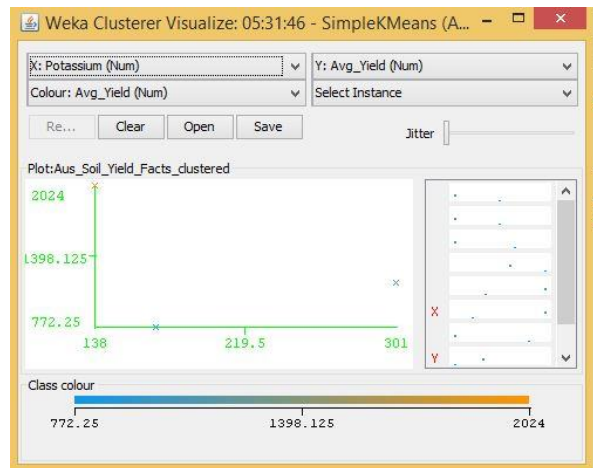 Weka Clusterer Visualize: 05:31:46 - SimpleKMeans (A...
X: Potassium (Num)
Y: Avg_Yield (Num)
Colour: Avg_Yield (Num)
Select Instance
Re...
Clear
Open
Save
Jitter
Plot:Aus_Soil_Yield_Facts_clustered
2024
1398.125
772.25
138
219.5
301
X
Y
Class colour
772.25
1398.125
2024